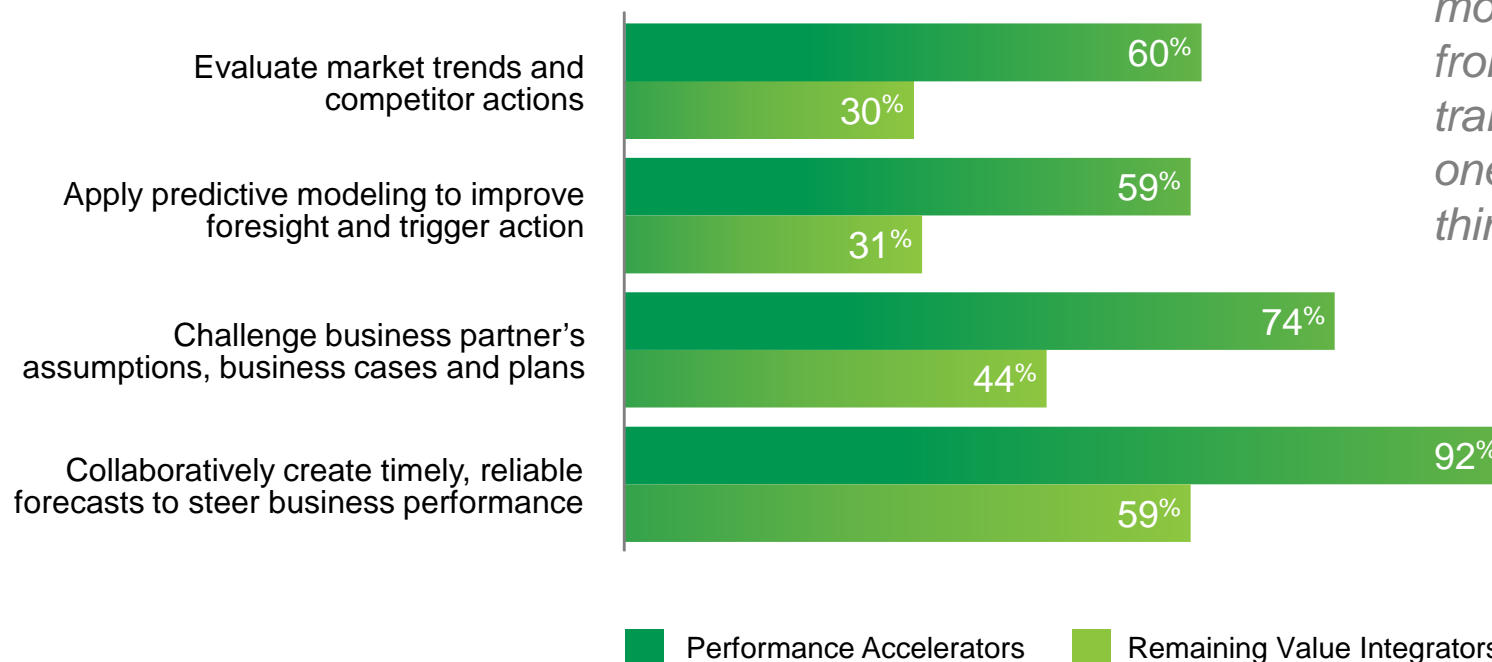 Evaluate market trends and
competitor actions
60%
30%
Apply predictive modeling to improve
foresight and trigger action
59%
31%
Challenge business partner’s
assumptions, business cases and plans
74%
44%
Collaboratively create timely, reliable
forecasts to steer business performance
92%
59%
Performance Accelerators
Remaining Value Integrators